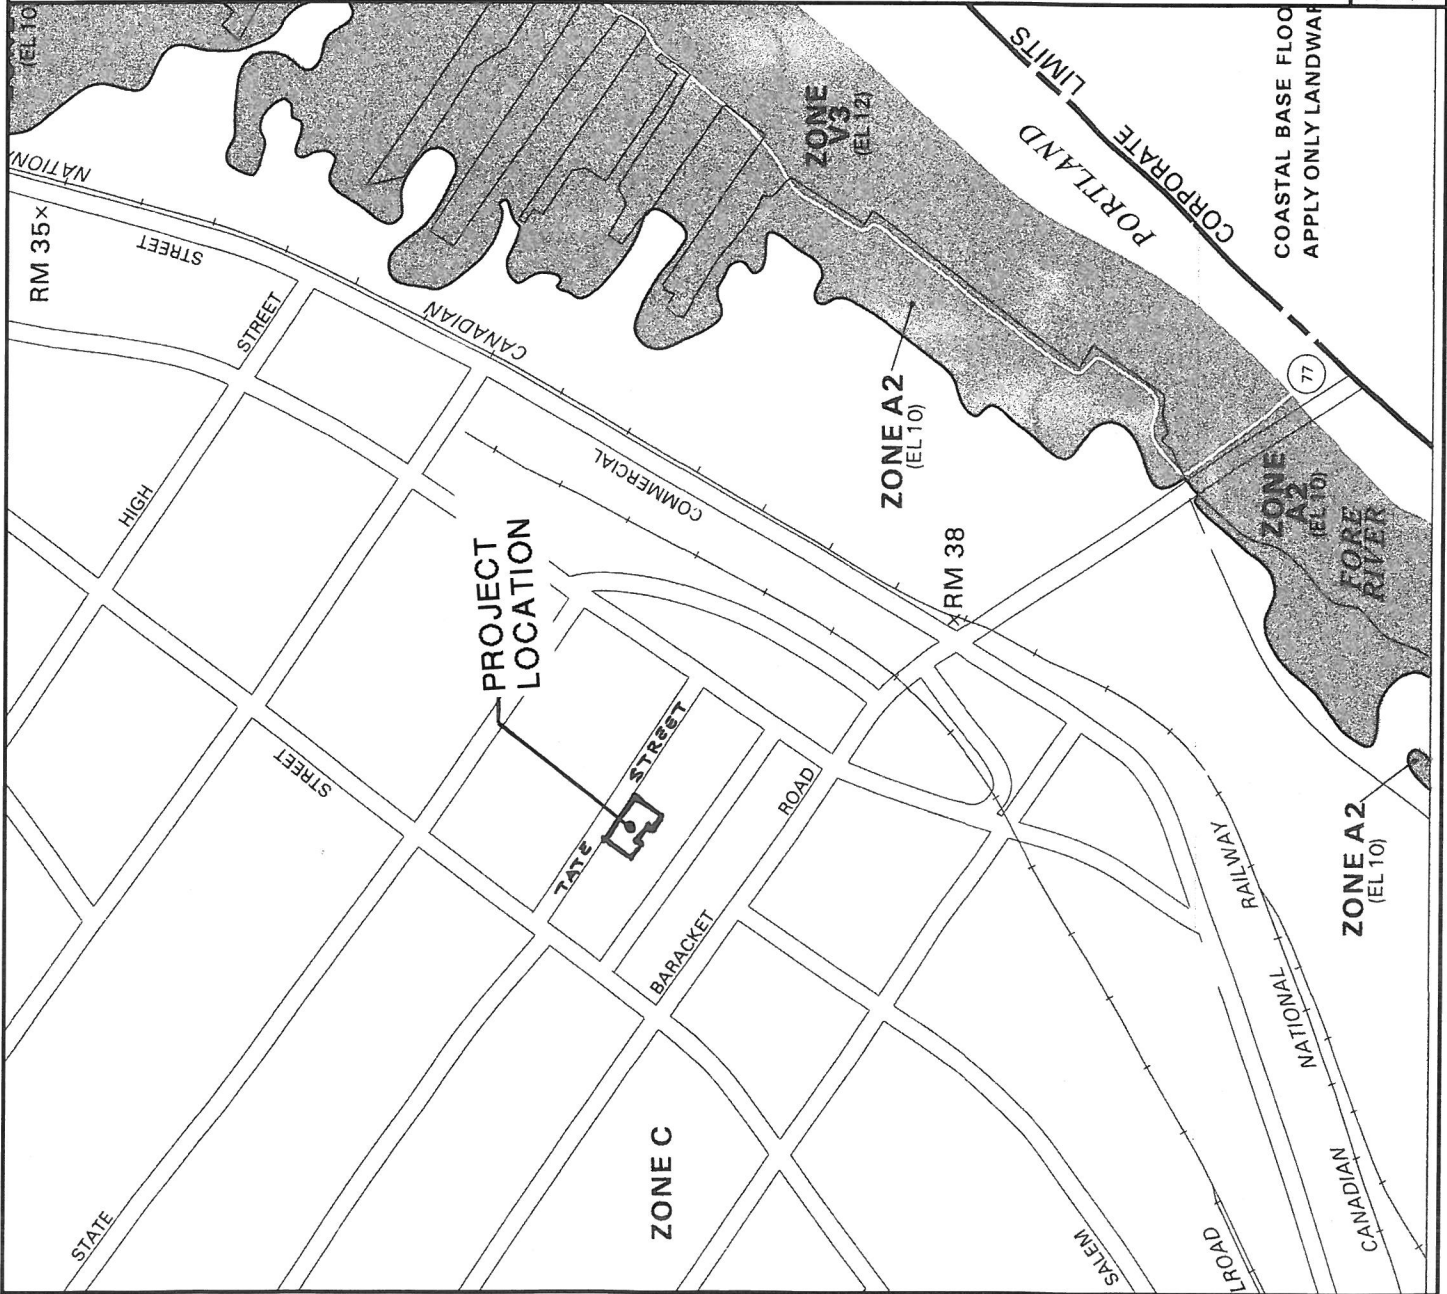 (EL 10
NATION
RM 35×
STREET
STREET
CANADIAN
HIGH
COMMERCIAL
ZONE
V3
(EL 12)
LIMITS
CORPORATE
PORTLAND
COASTAL BASE FLOO
APPLY ONLY LANDWAR
ZONE A2
(EL 10)
77
ZONE
A2
(EL 10)
FORE
RIVER
×RM 38
PROJECT
LOCATION
STREET
TATE STREET
BARACKET ROAD
ZONE A2
(EL 10)
RAILWAY
NATIONAL
CANADIAN
STATE
ZONE C
SALEM
LROAD